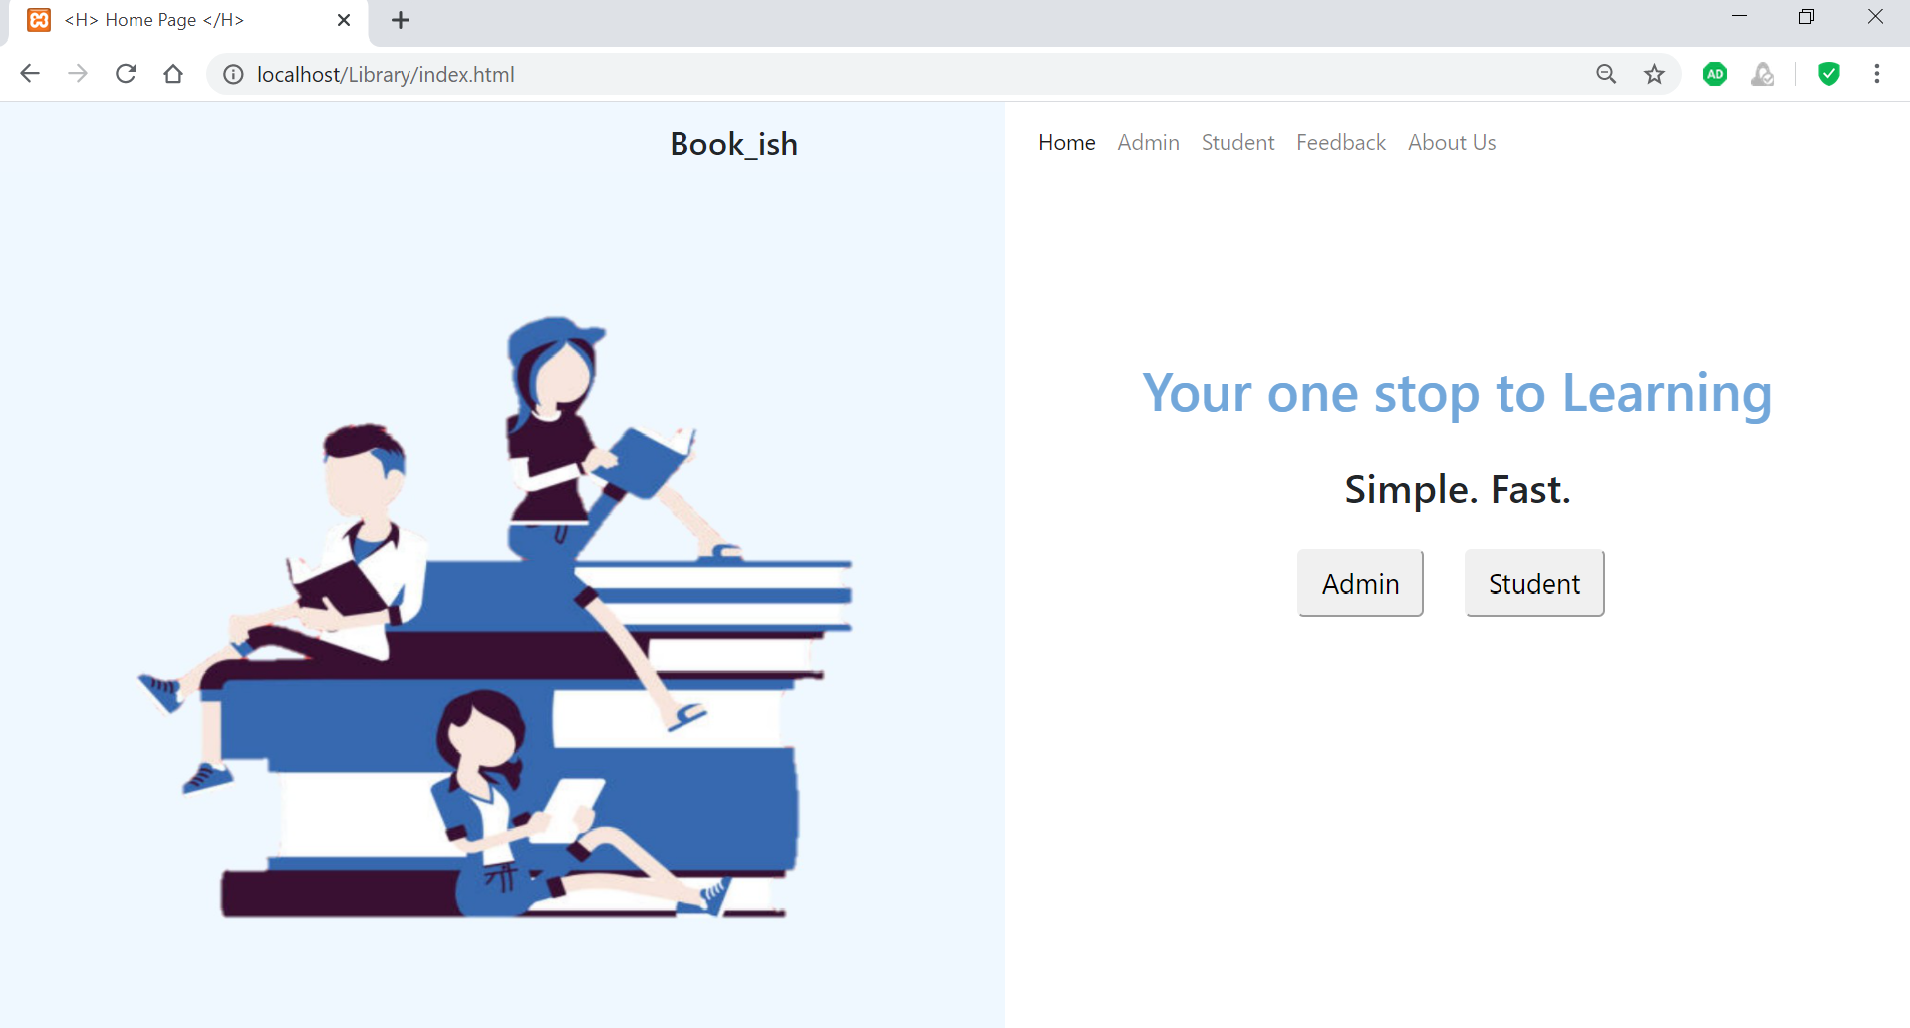 <H> Home Page </H>
localhost/Library/index.html
AD
Book_ish
Home Admin Student Feedback About Us
Your one stop to Learning
Simple. Fast.
Admin Student